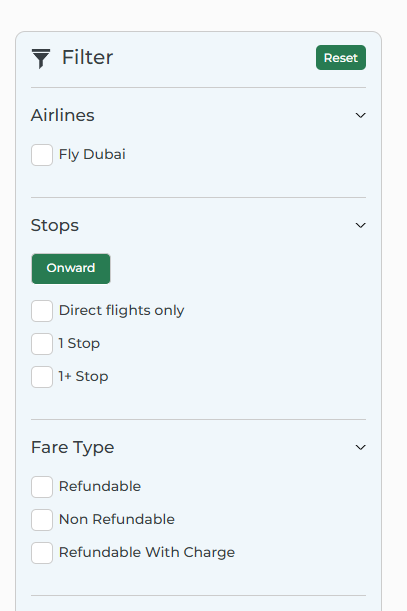 Filter
Reset
Airlines
Fly Dubai
Stops
Onward
Direct flights only
1 Stop
1+ Stop
Fare Type
Refundable
Non Refundable
Refundable With Charge